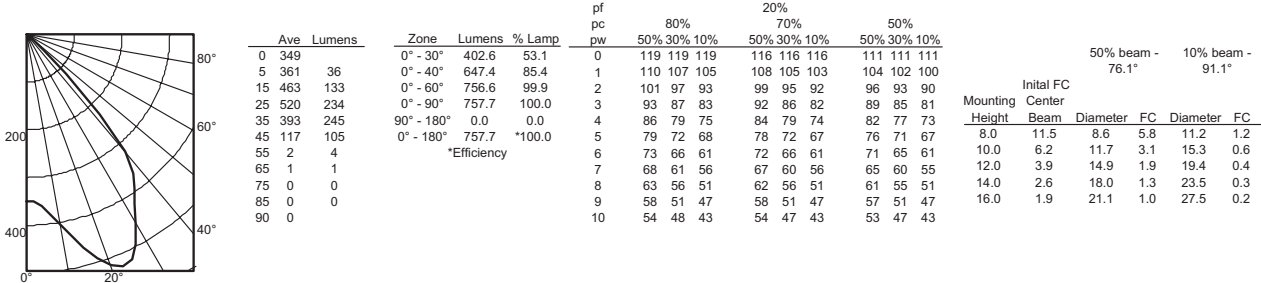 80°
60°
40°
200
400
0°
20°
Ave Lumens
0 349
5 361 36
15 463 133
25 520 234
35 393 245
45 117 105
55 2 4
65 1 1
75 0 0
85 0 0
90 0
Zone Lumens % Lamp
0° - 30° 402.6 53.1
0° - 40° 647.4 85.4
0° - 60° 756.6 99.9
0° - 90° 757.7 100.0
90° - 180° 0.0 0.0
0° - 180° 757.7 *100.0
*Efficiency
pf 20%
pc 80% 70% 50%
pw 50% 30% 10% 50% 30% 10% 50% 30% 10%
0 119 119 119 116 116 116 111 111 111
1 110 107 105 108 105 103 104 102 100
2 101 97 93 99 95 92 96 93 90
3 93 87 83 92 86 82 89 85 81
4 86 79 75 84 79 74 82 77 73
5 79 72 68 78 72 67 76 71 67
6 73 66 61 72 66 61 71 65 61
7 68 61 56 67 60 56 65 60 55
8 63 56 51 62 56 51 61 55 51
9 58 51 47 58 51 47 57 51 47
10 54 48 43 54 47 43 53 47 43
50% beam - 10% beam -
76.1° 91.1°
Inital FC
Mounting Center
Height Beam Diameter FC Diameter FC
8.0 11.5 8.6 5.8 11.2 1.2
10.0 6.2 11.7 3.1 15.3 0.6
12.0 3.9 14.9 1.9 19.4 0.4
14.0 2.6 18.0 1.3 23.5 0.3
16.0 1.9 21.1 1.0 27.5 0.2